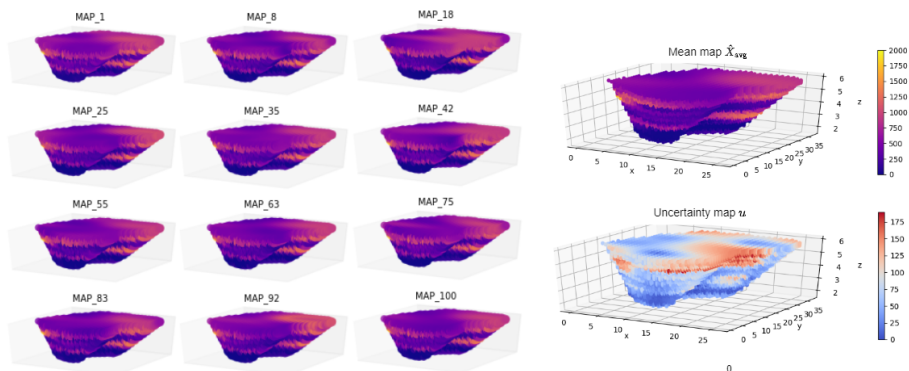 MAP_1
MAP_8
MAP_18
MAP_25
MAP_35
MAP_42
MAP_55
MAP_63
MAP_75
MAP_83
MAP_92
MAP_100
Mean map X̂avg
2000
1750
1500
1250
1000
750
500
250
0
6
5
4
3
2
z
0
5
10
15
20
25
x
0 5 10 15 20 25 30 35
y
Uncertainty map u
175
150
125
100
75
50
25
0
6
5
4
3
2
z
0
5
10
15
20
25
x
0 5 10 15 20 25 30 35
y
0